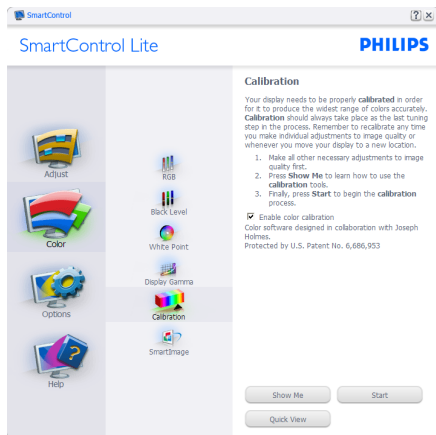 SmartControl
SmartControl Lite
PHILIPS
Adjust
Color
Options
Help
RGB
Black Level
White Point
Display Gamma
Calibration
SmartImage
Calibration
Your display needs to be properly calibrated in order
for it to produce the widest range of colors accurately.
Calibration should always take place as the last tuning
step in the process. Remember to recalibrate any time
you make individual adjustments to image quality or
whenever you move your display to a new location.
1. Make all other necessary adjustments to image
quality first.
2. Press Show Me to learn how to use the
calibration tools.
3. Finally, press Start to begin the calibration
process.
Enable color calibration
Color software designed in collaboration with Joseph
Holmes.
Protected by U.S. Patent No. 6,686,953
Show Me
Start
Quick View